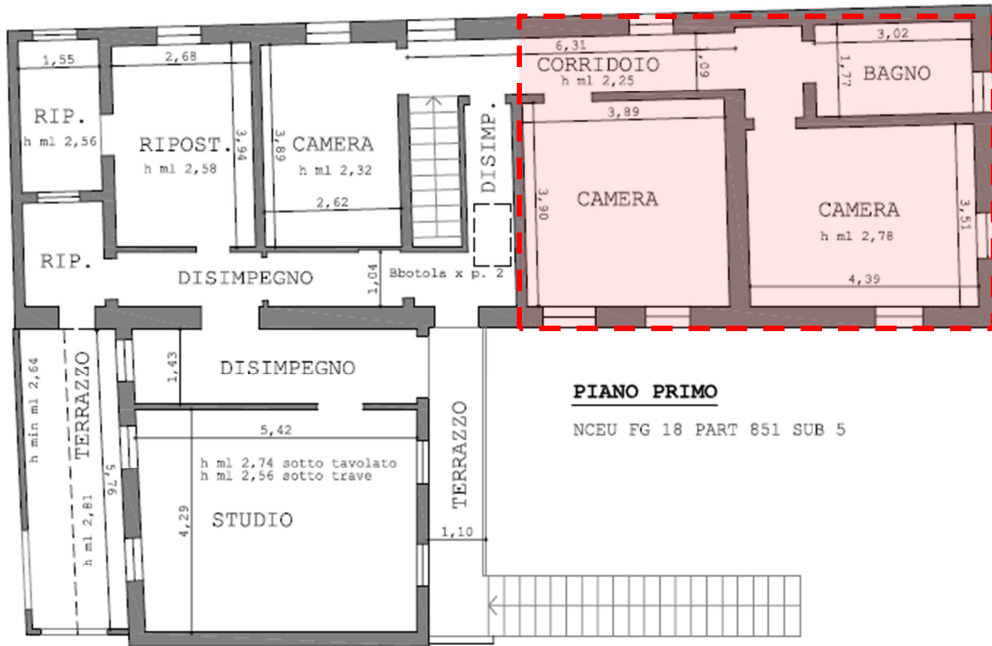 1,55
RIP.
h ml 2,56
2,68
RIPOST.
h ml 2,58
3,94
3,89
CAMERA
h ml 2,32
2,62
DISIMP.
6,31
CORRIDOIO
h ml 2,25
1,09
3,02
1,77
BAGNO
3,89
3,90
CAMERA
CAMERA
h ml 2,78
3,51
4,39
RIP.
DISIMPEGNO
1,04
Bbotola x p. 2
DISIMPEGNO
1,43
h min ml 2,64
TERRAZZO
5,76
h ml 2,81
5,42
h ml 2,74 sotto tavolato
h ml 2,56 sotto trave
4,29
STUDIO
TERRAZZO
1,10
PIANO PRIMO
NCEU FG 18 PART 851 SUB 5